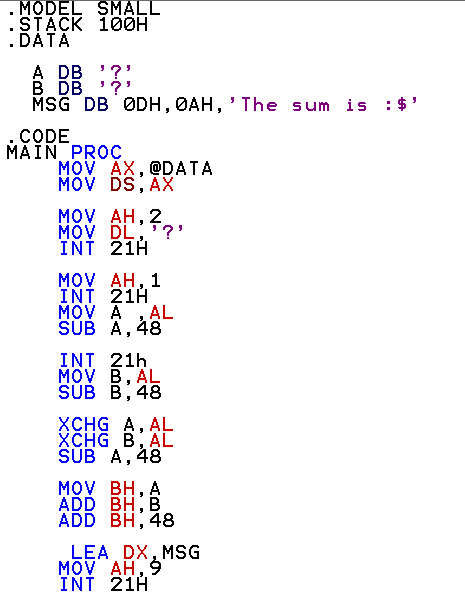 .MODEL SMALL
.STACK 100H
.DATA
A DB '?'
B DB '?'
MSG DB 0DH,0AH,'The sum is :$'
.CODE
MAIN PROC
MOV AX,@DATA
MOV DS,AX
MOV AH,2
MOV DL,'?'
INT 21H
MOV AH,1
INT 21H
MOV A ,AL
SUB A,48
INT 21h
MOV B,AL
SUB B,48
XCHG A,AL
XCHG B,AL
SUB A,48
MOV BH,A
ADD BH,B
ADD BH,48
LEA DX,MSG
MOV AH,9
INT 21H